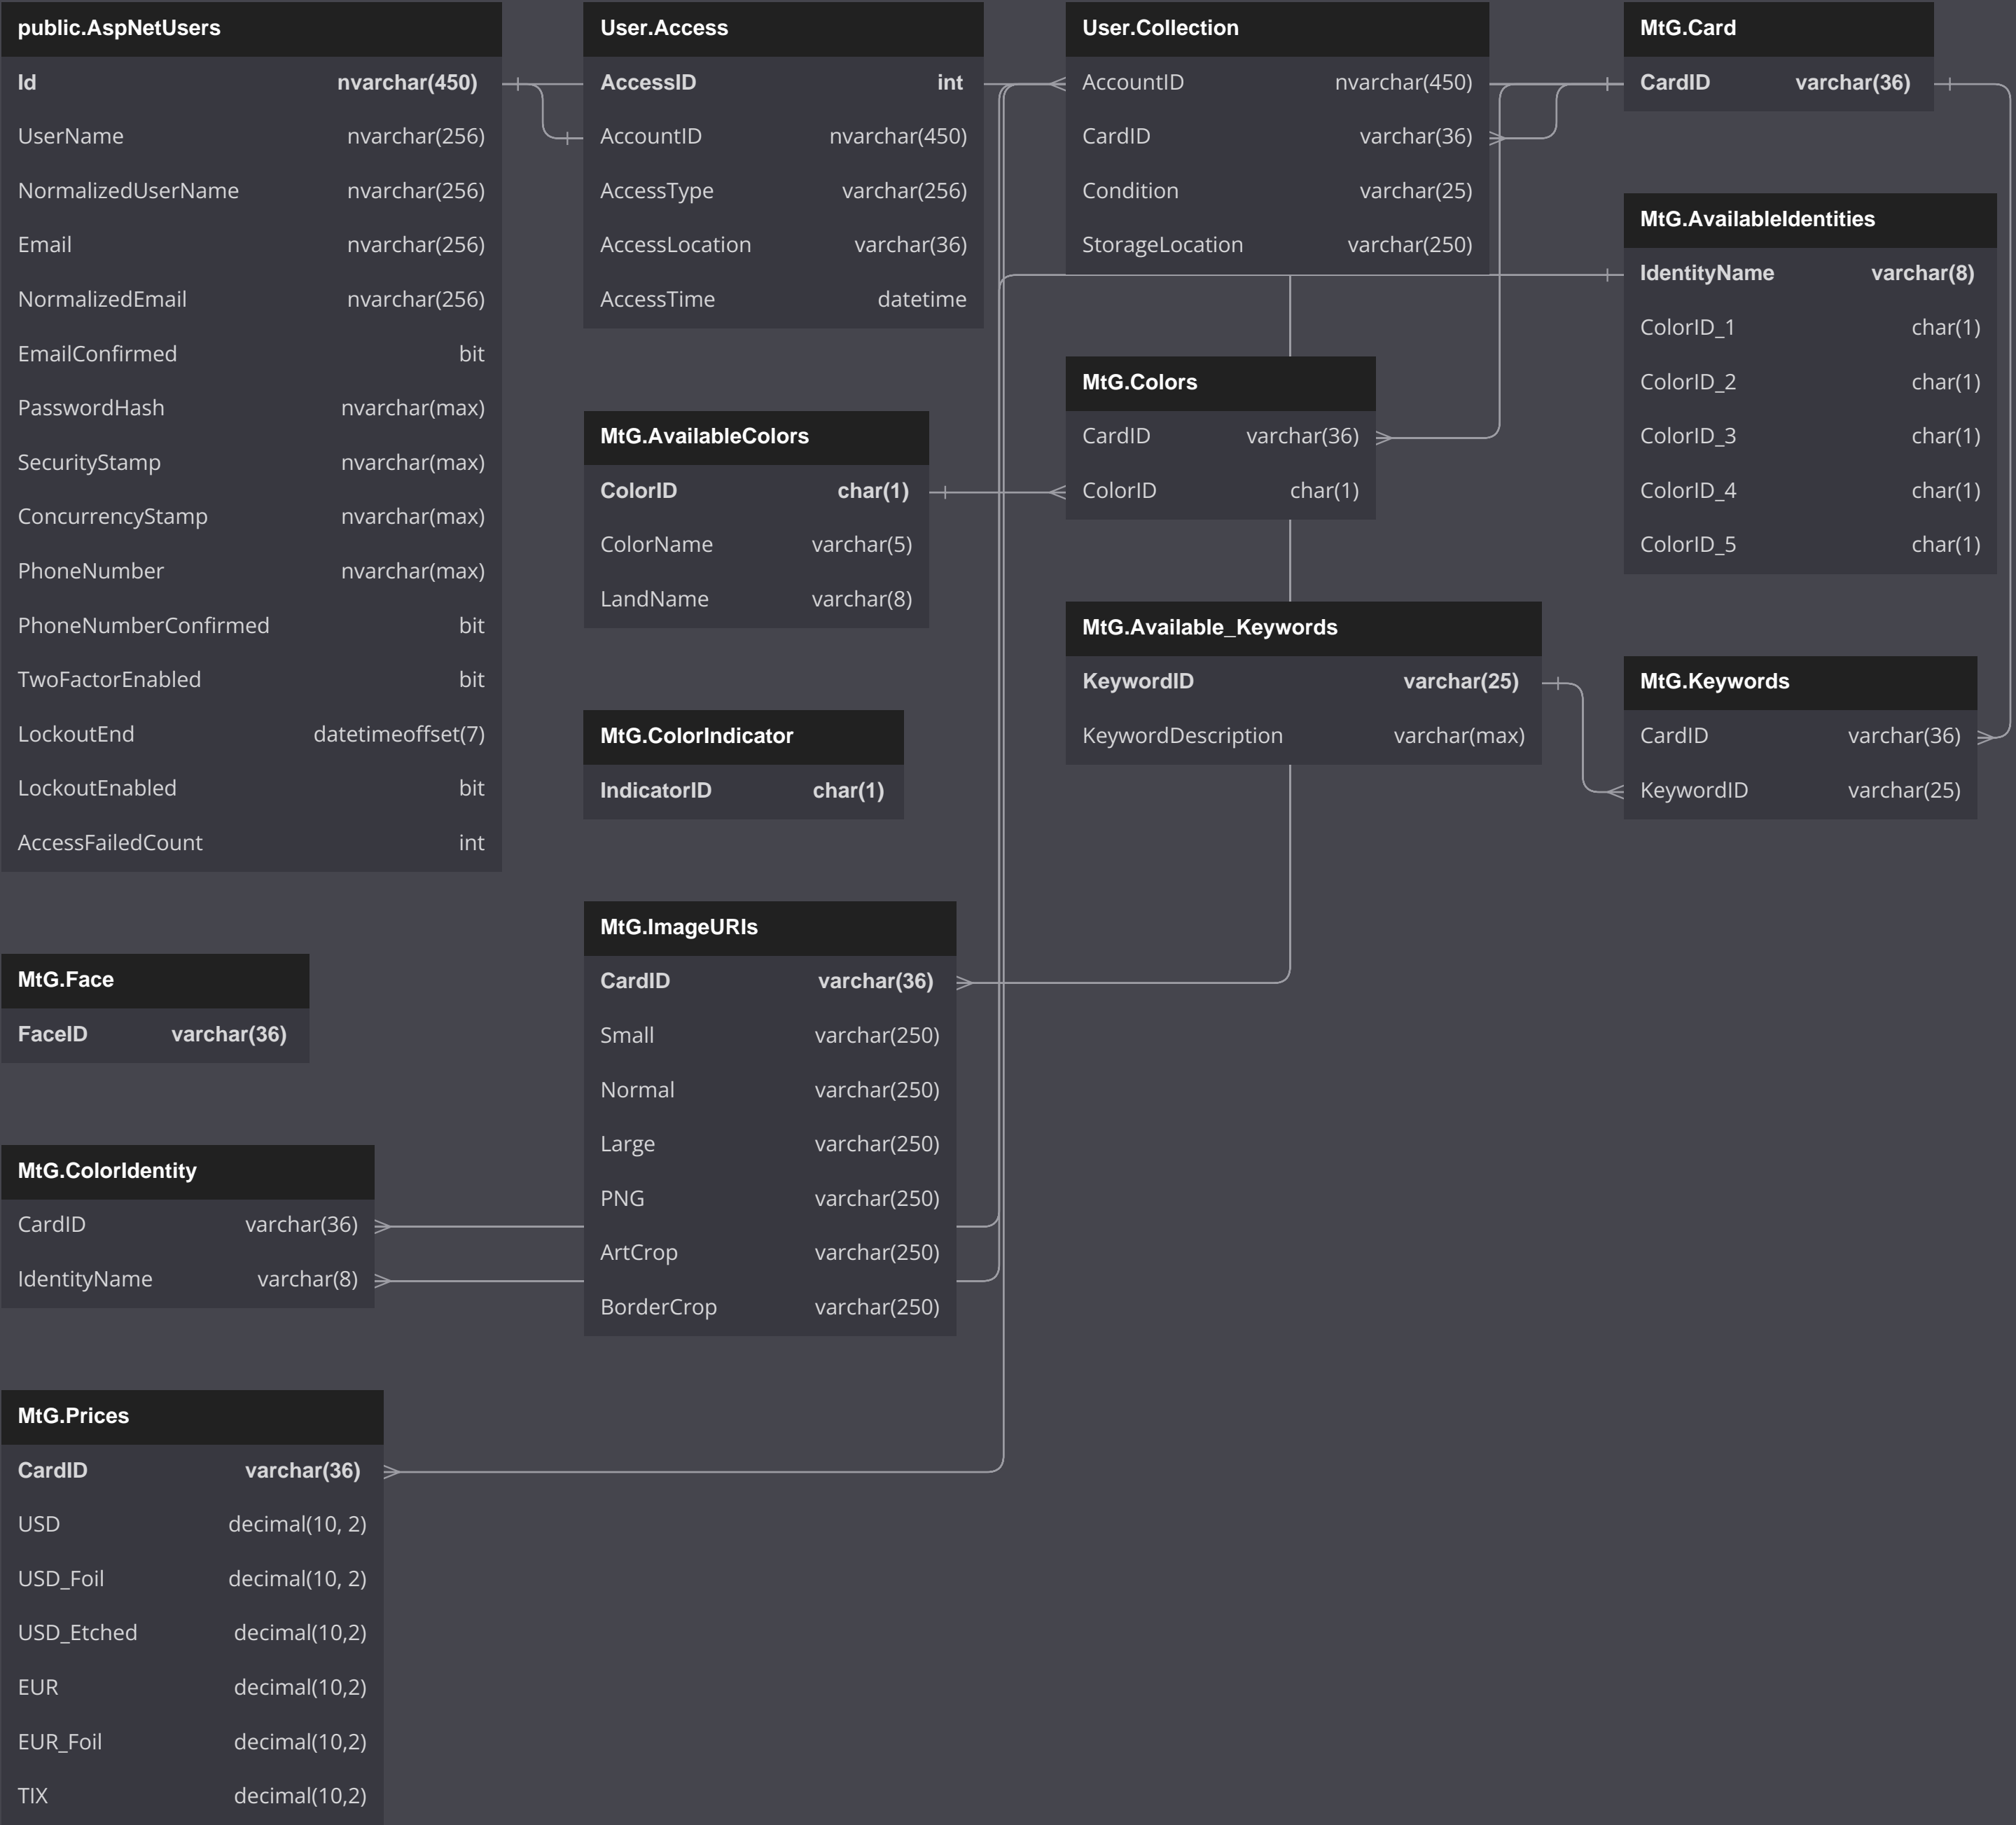 public.AspNetUsers
Id nvarchar(450)
UserName nvarchar(256)
NormalizedUserName nvarchar(256)
Email nvarchar(256)
NormalizedEmail nvarchar(256)
EmailConfirmed bit
PasswordHash nvarchar(max)
SecurityStamp nvarchar(max)
ConcurrencyStamp nvarchar(max)
PhoneNumber nvarchar(max)
PhoneNumberConfirmed bit
TwoFactorEnabled bit
LockoutEnd datetimeoffset(7)
LockoutEnabled bit
AccessFailedCount int
User.Access
AccessID int
AccountID nvarchar(450)
AccessType varchar(256)
AccessLocation varchar(36)
AccessTime datetime
User.Collection
AccountID nvarchar(450)
CardID varchar(36)
Condition varchar(25)
StorageLocation varchar(250)
MtG.Card
CardID varchar(36)
MtG.AvailableIdentities
IdentityName varchar(8)
ColorID_1 char(1)
ColorID_2 char(1)
ColorID_3 char(1)
ColorID_4 char(1)
ColorID_5 char(1)
MtG.Colors
CardID varchar(36)
ColorID char(1)
MtG.AvailableColors
ColorID char(1)
ColorName varchar(5)
LandName varchar(8)
MtG.Available_Keywords
KeywordID varchar(25)
KeywordDescription varchar(max)
MtG.Keywords
CardID varchar(36)
KeywordID varchar(25)
MtG.ColorIndicator
IndicatorID char(1)
MtG.ImageURIs
CardID varchar(36)
Small varchar(250)
Normal varchar(250)
Large varchar(250)
PNG varchar(250)
ArtCrop varchar(250)
BorderCrop varchar(250)
MtG.Face
FaceID varchar(36)
MtG.ColorIdentity
CardID varchar(36)
IdentityName varchar(8)
MtG.Prices
CardID varchar(36)
USD decimal(10, 2)
USD_Foil decimal(10, 2)
USD_Etched decimal(10,2)
EUR decimal(10,2)
EUR_Foil decimal(10,2)
TIX decimal(10,2)